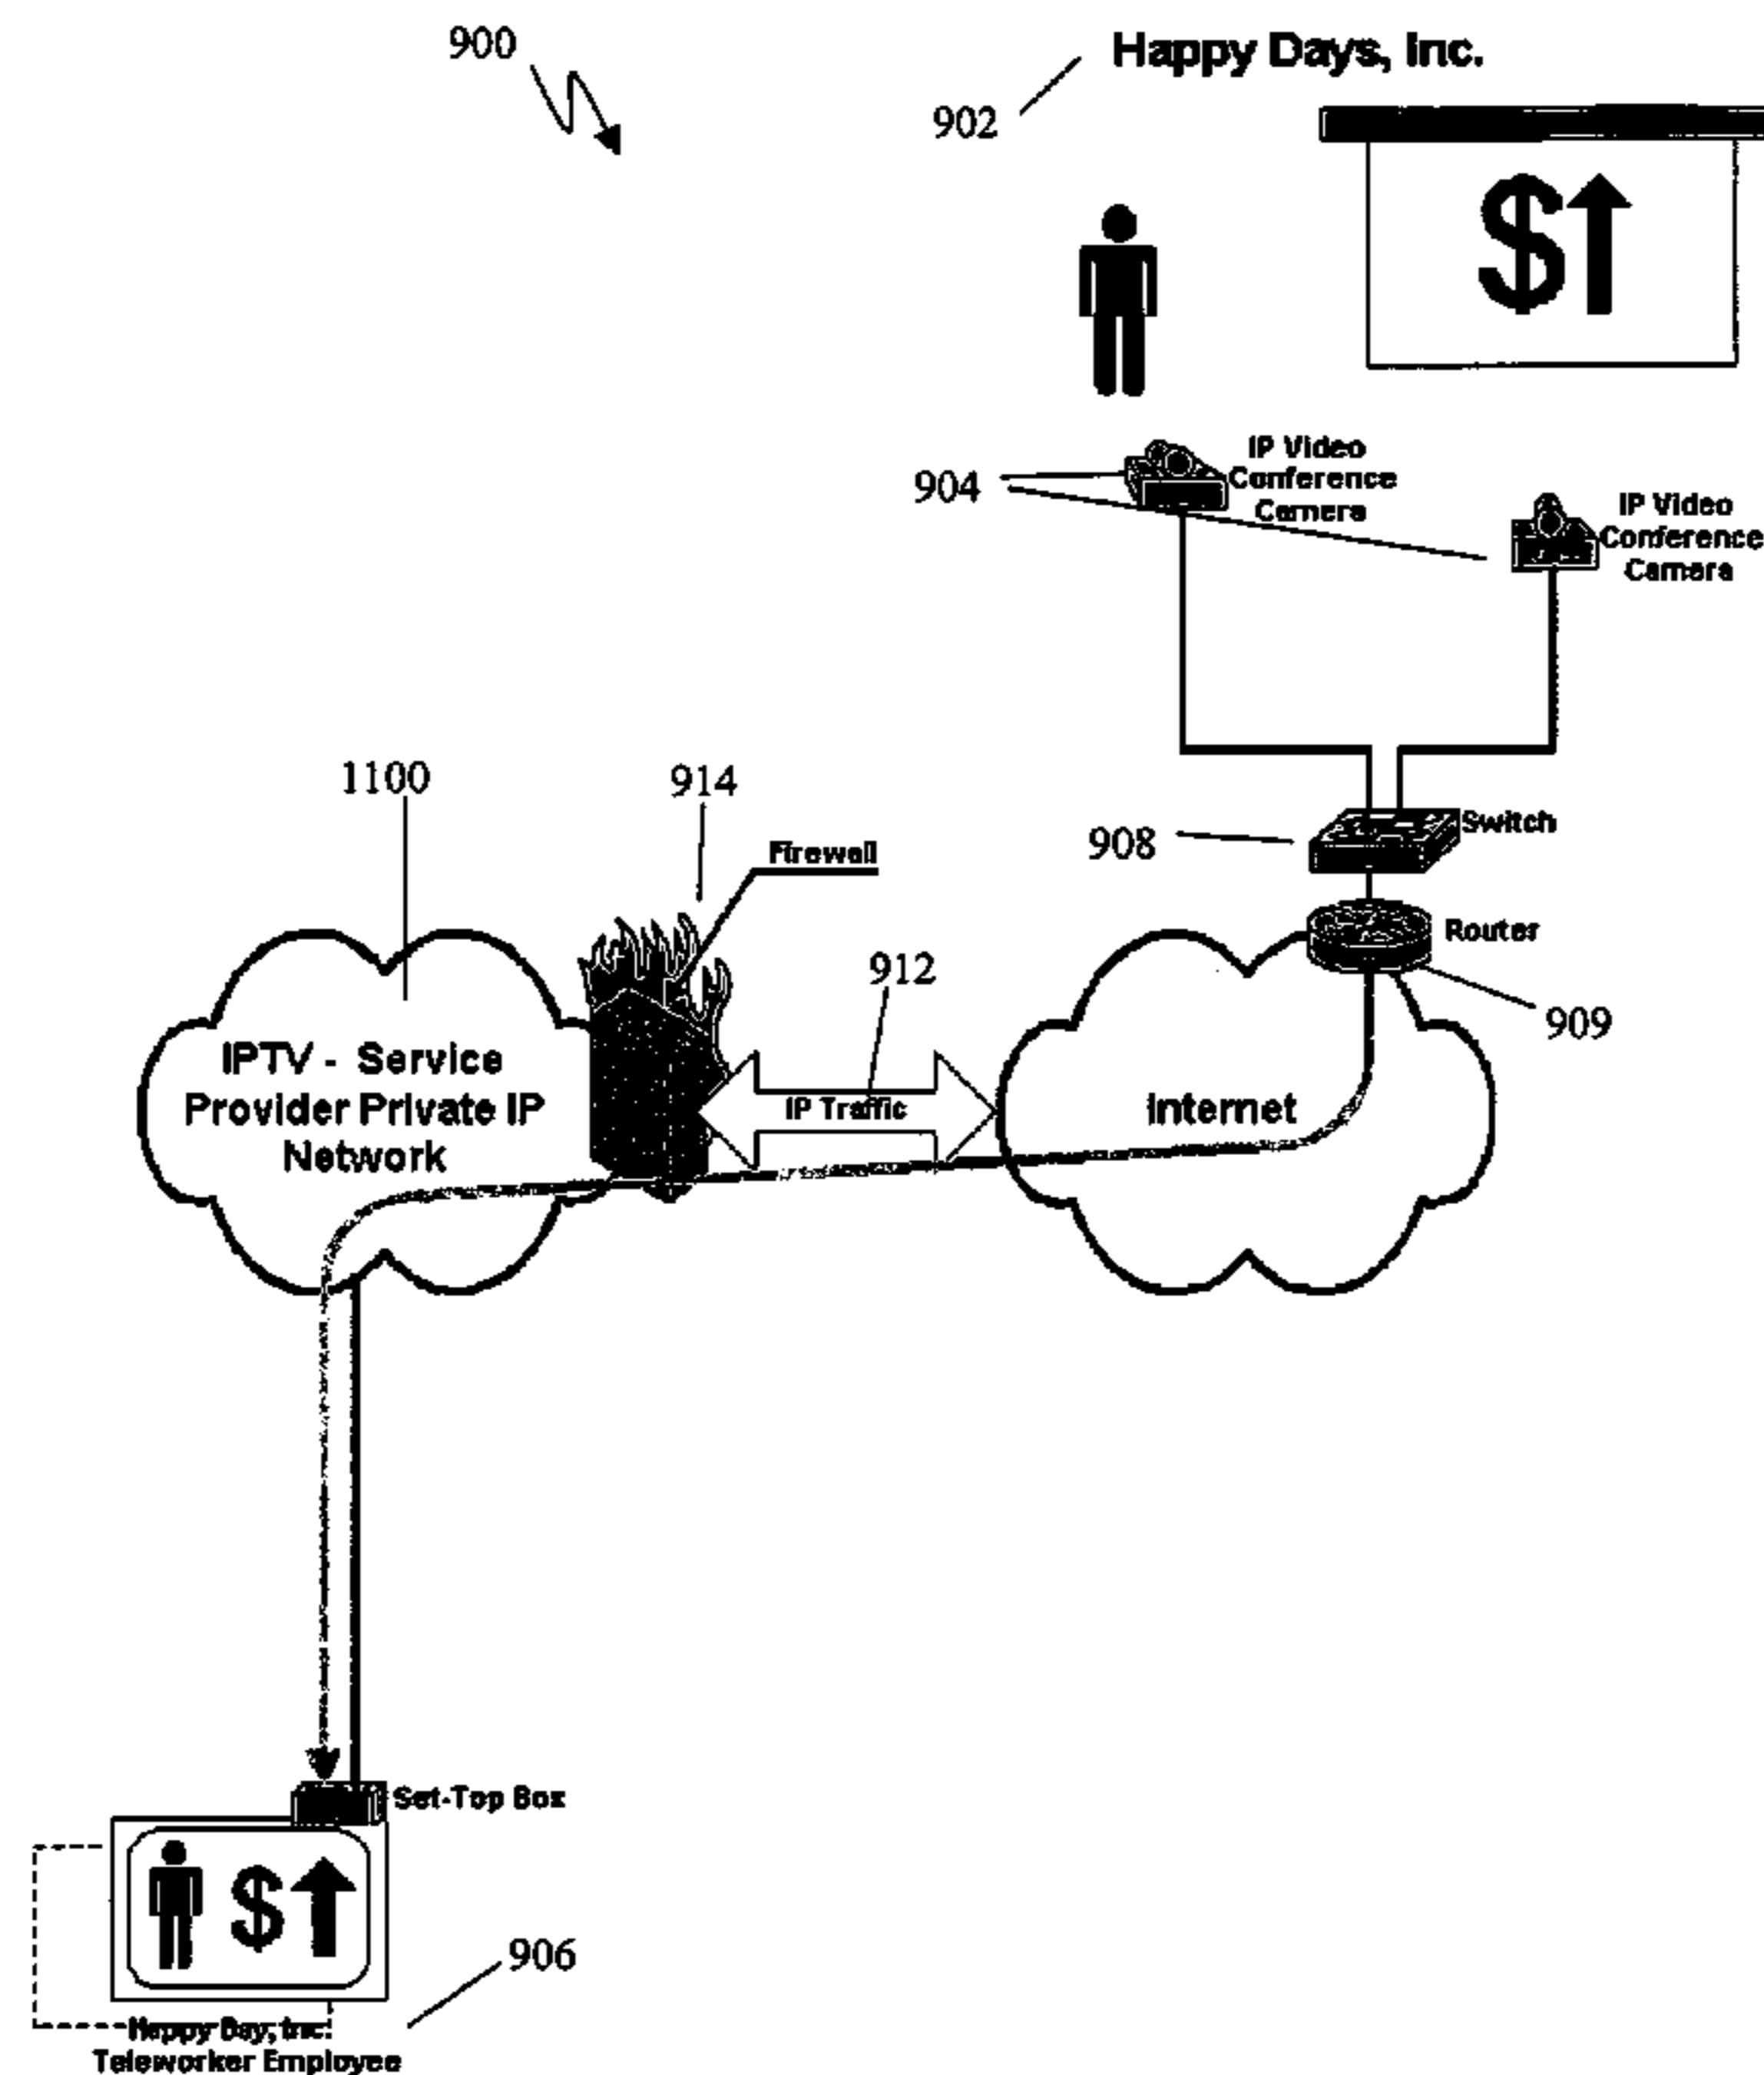 900
Happy Days, Inc.
902
$
904
IP Video
Conference
Camera
IP Video
Conference
Camera
1100
914
Firewall
908
Switch
Router
912
909
IPTV - Service
Provider Private IP
Network
IP Traffic
Internet
Set-Top Box
$
906
Happy Day, Inc.
Teleworker Employee